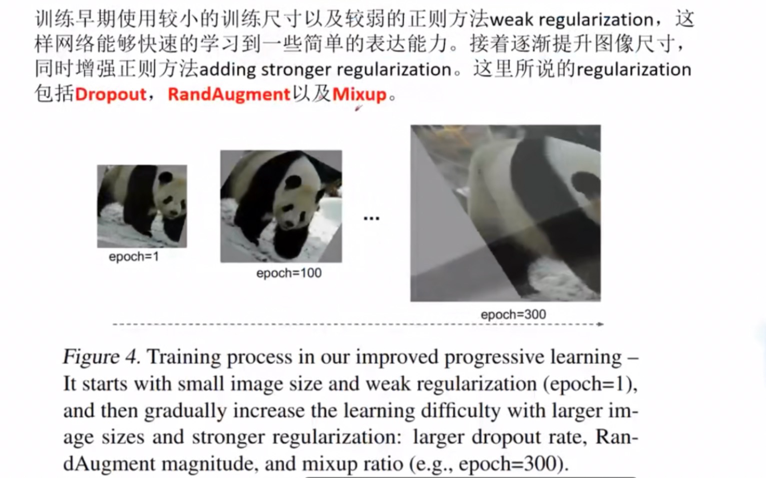 训练早期使用较小的训练尺寸以及较弱的正则方法weak regularization，这
样网络能够快速的学习到一些简单的表达能力。接着逐渐提升图像尺寸，
同时增强正则方法adding stronger regularization。这里所说的regularization
包括Dropout，RandAugment以及Mixup。
...
epoch=1
epoch=100
epoch=300
Figure 4. Training process in our improved progressive learning –
It starts with small image size and weak regularization (epoch=1),
and then gradually increase the learning difficulty with larger im-
age sizes and stronger regularization: larger dropout rate, Ran-
dAugment magnitude, and mixup ratio (e.g., epoch=300).